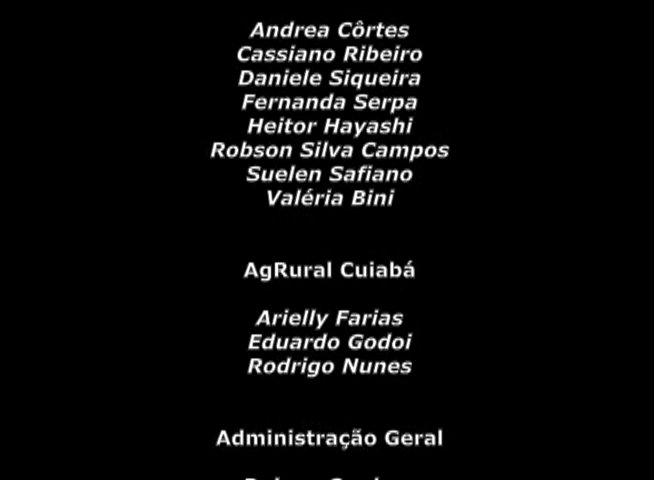 Andrea Côrtes
Cassiano Ribeiro
Daniele Siqueira
Fernanda Serpa
Heitor Hayashi
Robson Silva Campos
Suelen Safiano
Valéria Bini
AgRural Cuiabá
Arielly Farias
Eduardo Godoi
Rodrigo Nunes
Administração Geral